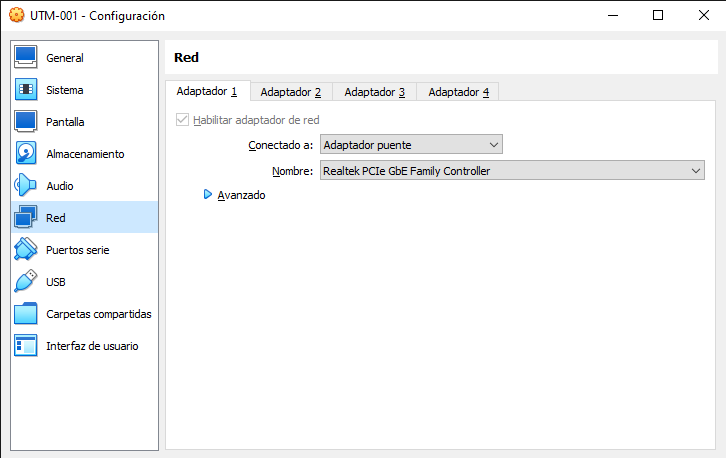 UTM-001 - Configuración
General
Sistema
Pantalla
Almacenamiento
Audio
Red
Puertos serie
USB
Carpetas compartidas
Interfaz de usuario
Red
Adaptador 1 Adaptador 2 Adaptador 3 Adaptador 4
Habilitar adaptador de red
Conectado a: Adaptador puente
Nombre: Realtek PCIe GbE Family Controller
Avanzado